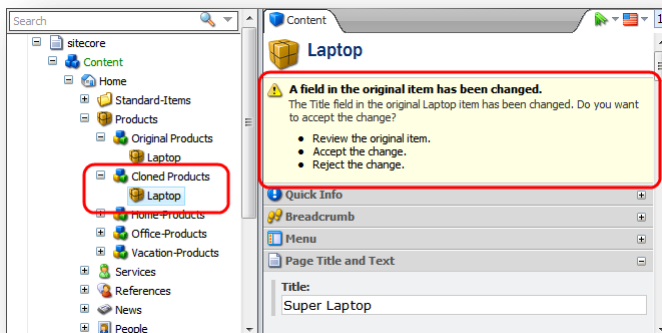 Search
sitecore
Content
Home
Standard-Items
Products
Original Products
Laptop
Cloned Products
Laptop
Home-Products
Office-Products
Vacation-Products
Services
References
News
People
Content
1
Laptop
A field in the original item has been changed.
The Title field in the original Laptop item has been changed. Do you want
to accept the change?
Review the original item.
Accept the change.
Reject the change.
Quick Info
Breadcrumb
Menu
Page Title and Text
Title:
Super Laptop